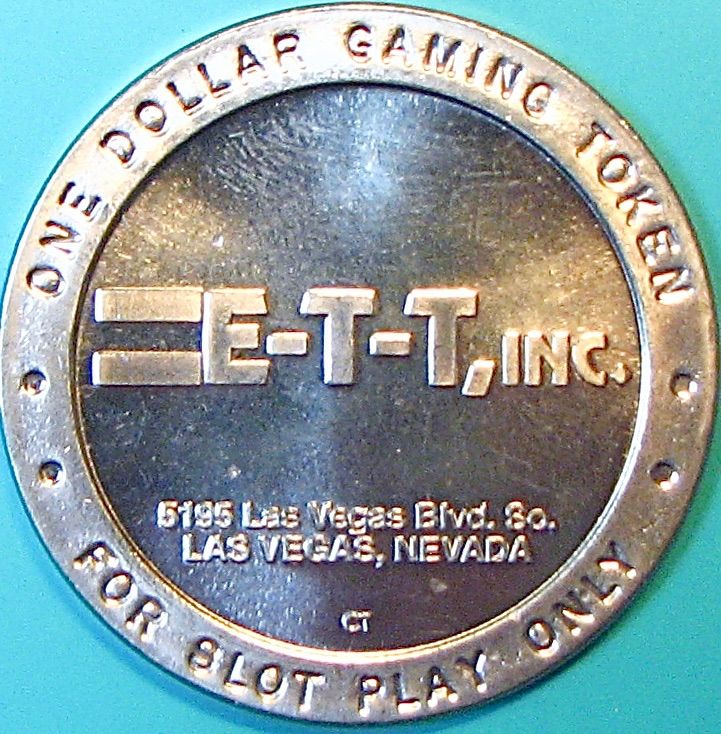 ONE DOLLAR GAMING TOKEN
E-T-T, INC.
5195 Las Vegas Blvd. So.
LAS VEGAS, NEVADA
CT
FOR SLOT PLAY ONLY